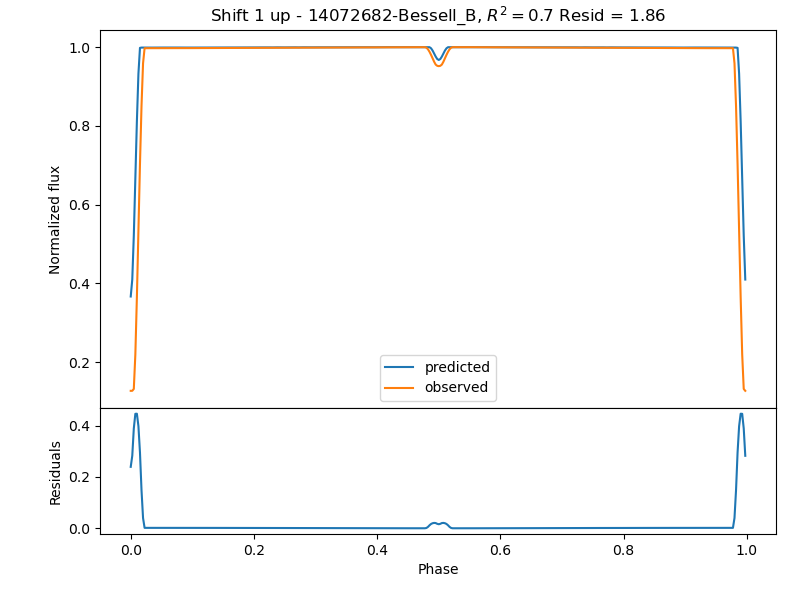 Shift 1 up - 14072682-Bessell_B, $R^2 = 0.7$ Resid = 1.86
Normalized flux
1.0
0.8
0.6
0.4
0.2
predicted
observed
Residuals
0.4
0.2
0.0
0.0 0.2 0.4 0.6 0.8 1.0
Phase